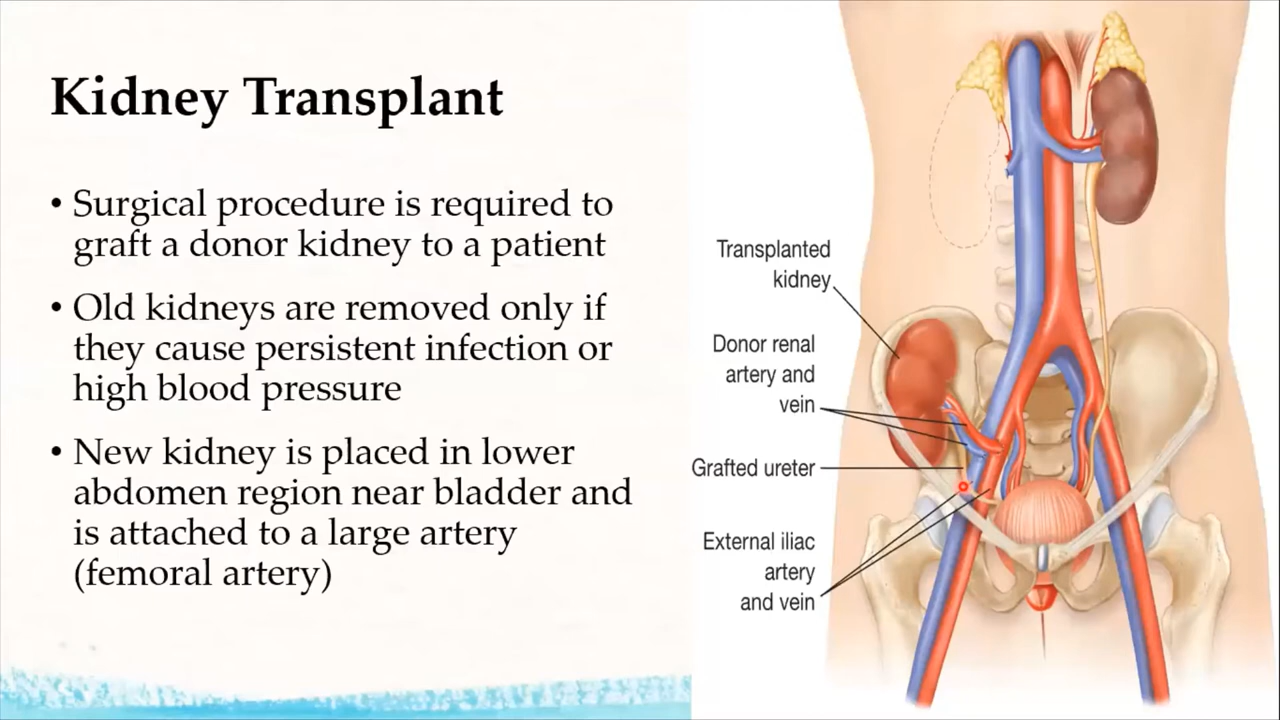 Kidney Transplant
• Surgical procedure is required to
graft a donor kidney to a patient
• Old kidneys are removed only if
they cause persistent infection or
high blood pressure
• New kidney is placed in lower
abdomen region near bladder and
is attached to a large artery
(femoral artery)
Transplanted
kidney
Donor renal
artery and
vein
Grafted ureter
External iliac
artery
and vein